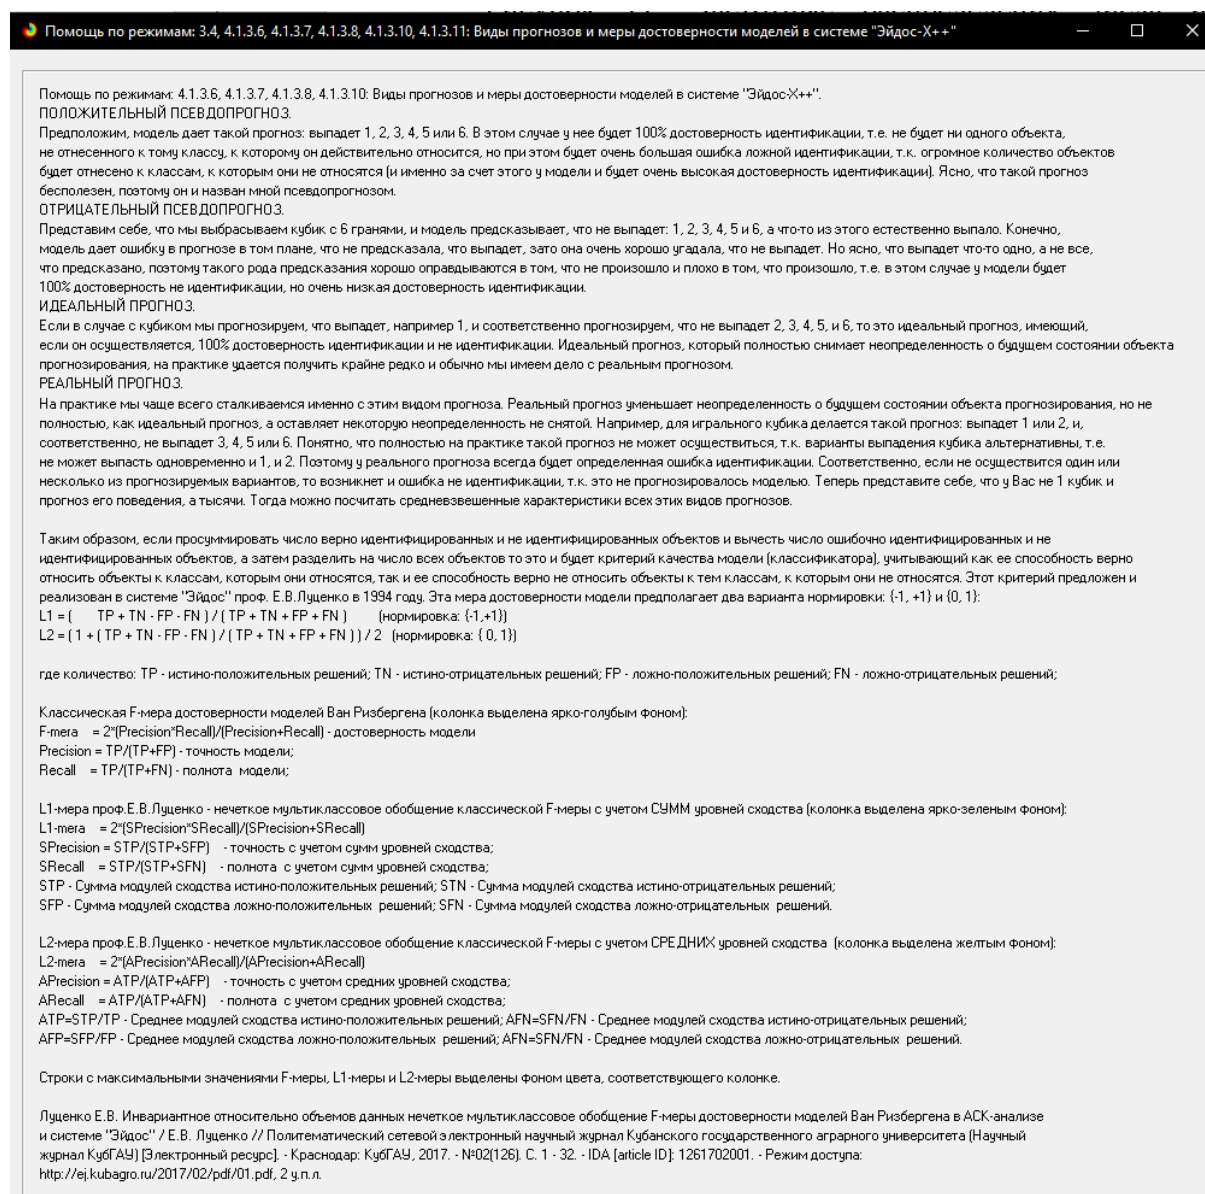 Помощь по режимам: 3.4, 4.1.3.6, 4.1.3.7, 4.1.3.8, 4.1.3.10, 4.1.3.11: Виды прогнозов и меры достоверности моделей в системе "Эйдос-X++"
Помощь по режимам: 4.1.3.6, 4.1.3.7, 4.1.3.8, 4.1.3.10: Виды прогнозов и меры достоверности моделей в системе "Эйдос-X++".
ПОЛОЖИТЕЛЬНЫЙ ПСЕВДОПРОГНОЗ.
Предположим, модель дает такой прогноз: выпадет 1, 2, 3, 4, 5 или 6. В этом случае у нее будет 100% достоверность идентификации, т.е. не будет ни одного объекта,
не отнесенного к тому классу, к которому он действительно относится, но при этом будет очень большая ошибка ложной идентификации, т.к. огромное количество объектов
будет отнесено к классам, к которым они не относятся (и именно за счет этого у модели и будет очень высокая достоверность идентификации). Ясно, что такой прогноз
бесполезен, поэтому он и назван мной псевдопрогнозом.
ОТРИЦАТЕЛЬНЫЙ ПСЕВДОПРОГНОЗ.
Представим себе, что мы выбрасываем кубик с 6 гранями, и модель предсказывает, что не выпадет: 1, 2, 3, 4, 5 и 6, а что-то из этого естественно выпало. Конечно,
модель дает ошибку в прогнозе в том плане, что не предсказала, что выпадет, зато она очень хорошо угадала, что не выпадет. Но ясно, что выпадет что-то одно, а не все,
что предсказано, поэтому такого рода предсказания хорошо оправдываются в том, что не произошло и плохо в том, что произошло, т.е. в этом случае у модели будет
100% достоверность не идентификации, но очень низкая достоверность идентификации.
ИДЕАЛЬНЫЙ ПРОГНОЗ.
Если в случае с кубиком мы прогнозируем, что выпадет, например 1, и соответственно прогнозируем, что не выпадет 2, 3, 4, 5, и 6, то это идеальный прогноз, имеющий,
если он осуществляется, 100% достоверность идентификации и не идентификации. Идеальный прогноз, который полностью снимает неопределенность о будущем состоянии объекта
прогнозирования, на практике удается получить крайне редко и обычно мы имеем дело с реальным прогнозом.
РЕАЛЬНЫЙ ПРОГНОЗ.
На практике мы чаще всего сталкиваемся именно с этим видом прогноза. Реальный прогноз уменьшает неопределенность о будущем состоянии объекта прогнозирования, но не
полностью, как идеальный прогноз, а оставляет некоторую неопределенность не снятой. Например, для игрального кубика делается такой прогноз: выпадет 1 или 2, и,
соответственно, не выпадет 3, 4, 5 или 6. Понятно, что полностью на практике такой прогноз не может осуществиться, т.к. варианты выпадения кубика альтернативны, т.е.
не может выпасть одновременно и 1, и 2. Поэтому у реального прогноза всегда будет определенная ошибка идентификации. Соответственно, если не осуществится один или
несколько из прогнозируемых вариантов, то возникнет и ошибка не идентификации, т.к. это не прогнозировалось моделью. Теперь представите себе, что у Вас не 1 кубик и
прогноз его поведения, а тысячи. Тогда можно посчитать средневзвешенные характеристики всех этих видов прогнозов.
Таким образом, если просуммировать число верно идентифицированных и не идентифицированных объектов и вычесть число ошибочно идентифицированных и не
идентифицированных объектов, а затем разделить на число всех объектов то это и будет критерий качества модели (классификатора), учитывающий как ее способность верно
относить объекты к классам, которым они относятся, так и ее способность верно не относить объекты к тем классам, к которым они не относятся. Этот критерий предложен и
реализован в системе "Эйдос" проф. Е.В.Луценко в 1994 году. Эта мера достоверности модели предполагает два варианта нормировки: {-1, +1} и {0, 1}:
L1 = ( TP + TN - FP - FN ) / ( TP + TN + FP + FN ) (нормировка: {-1,+1})
L2 = ( 1 + ( TP + TN - FP - FN ) / ( TP + TN + FP + FN ) ) / 2 (нормировка: { 0, 1})
где количество: TP - истино-положительных решений; TN - истино-отрицательных решений; FP - ложно-положительных решений; FN - ложно-отрицательных решений;
Классическая F-мера достоверности моделей Ван Ризбергена (колонка выделена ярко-голубым фоном):
F-mera = 2*(Precision*Recall)/(Precision+Recall) - достоверность модели
Precision = TP/(TP+FP) - точность модели;
Recall = TP/(TP+FN) - полнота модели;
L1-мера проф.Е.В.Луценко - нечеткое мультиклассовое обобщение классической F-меры с учетом СУММ уровней сходства (колонка выделена ярко-зеленым фоном):
L1-mera = 2*(SPrecision*SRecall)/(SPrecision+SRecall)
SPrecision = STP/(STP+SFP) - точность с учетом сумм уровней сходства;
SRecall = STP/(STP+SFN) - полнота с учетом сумм уровней сходства;
STP - Сумма модулей сходства истино-положительных решений; STN - Сумма модулей сходства истино-отрицательных решений;
SFP - Сумма модулей сходства ложно-положительных решений; SFN - Сумма модулей сходства ложно-отрицательных решений.
L2-мера проф.Е.В.Луценко - нечеткое мультиклассовое обобщение классической F-меры с учетом СРЕДНИХ уровней сходства (колонка выделена желтым фоном):
L2-mera = 2*(APrecision*ARecall)/(APrecision+ARecall)
APrecision = ATP/(ATP+AFP) - точность с учетом средних уровней сходства;
ARecall = ATP/(ATP+AFN) - полнота с учетом средних уровней сходства;
ATP=STP/TP - Среднее модулей сходства истино-положительных решений; AFN=SFN/FN - Среднее модулей сходства истино-отрицательных решений;
AFP=SFP/FP - Среднее модулей сходства ложно-положительных решений; AFN=SFN/FN - Среднее модулей сходства ложно-отрицательных решений.
Строки с максимальными значениями F-меры, L1-меры и L2-меры выделены фоном цвета, соответствующего колонке.
Луценко Е.В. Инвариантное относительно объемов данных нечеткое мультиклассовое обобщение F-меры достоверности моделей Ван Ризбергена в АСК-анализе
и системе "Эйдос" / Е.В. Луценко // Политематический сетевой электронный научный журнал Кубанского государственного аграрного университета (Научный
журнал КубГАУ) [Электронный ресурс]. - Краснодар: КубГАУ, 2017. - №02(126). С. 1 - 32. - IDA [article ID]: 1261702001. - Режим доступа:
http://ej.kubagro.ru/2017/02/pdf/01.pdf, 2 у.п.л.